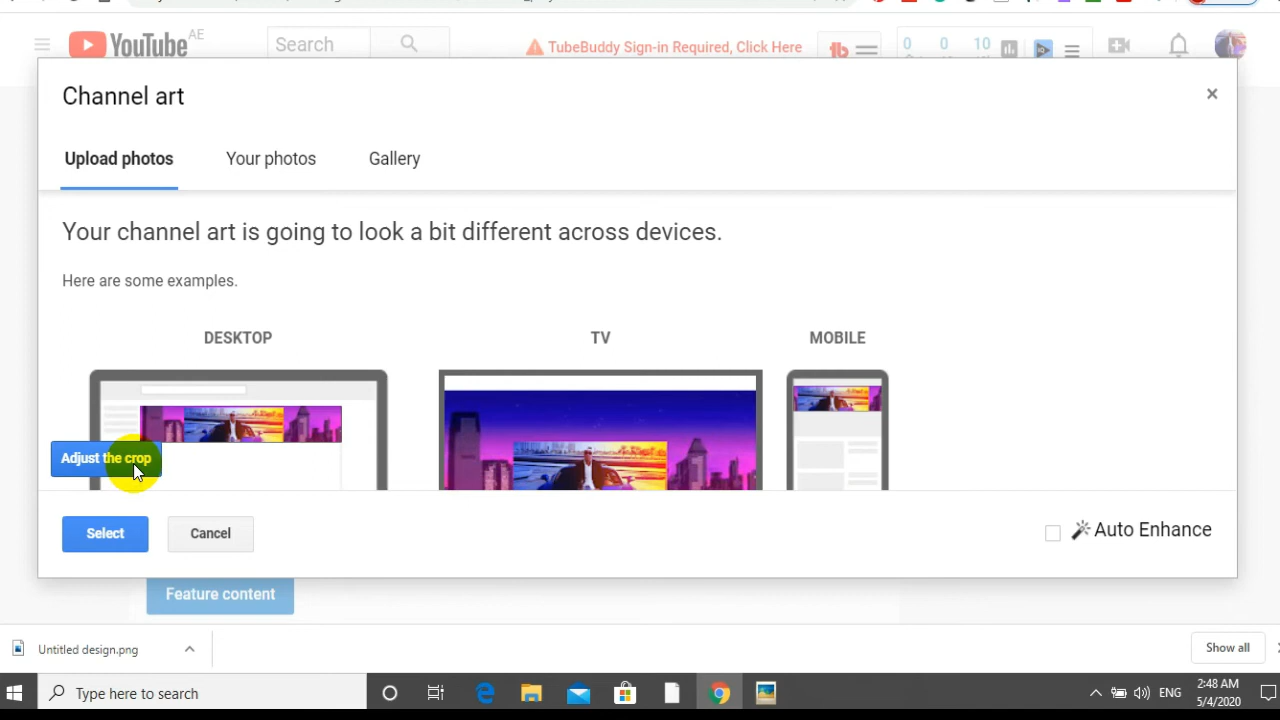 YouTube AE
Search
TubeBuddy Sign-in Required, Click Here
tb
0 0 10
Channel art
×
Upload photos Your photos Gallery
Your channel art is going to look a bit different across devices.
Here are some examples.
DESKTOP TV MOBILE
Adjust the crop
Select Cancel Auto Enhance
Feature content
Untitled design.png Show all
Type here to search
ENG
2:48 AM
5/4/2020